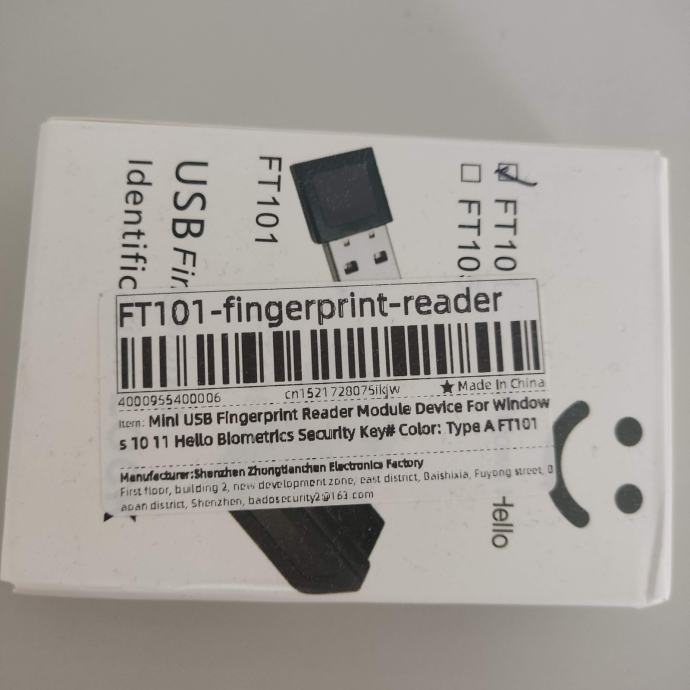 FT101-fingerprint-reader
4000955400006 cn1521728075ikjw ★ Made In China
Item: Mini USB Fingerprint Reader Module Device For Window
s 10 11 Hello Biometrics Security Key# Color: Type A FT101
Manufacturer:Shenzhen Zhongtianchen Electronics Factory
First floor, building 2, new development zone, east district, Baishixia, Fuyong street, B
aoan district, Shenzhen, badosecurity2@163.com
FT10
FT10
FT101
USB Fin
Identific
Hello